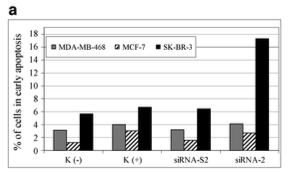 a
% of cells in early apoptosis
18
16
14
12
10
8
6
4
2
0
MDA-MB-468 MCF-7 SK-BR-3
K (-) K (+) siRNA-S2 siRNA-2